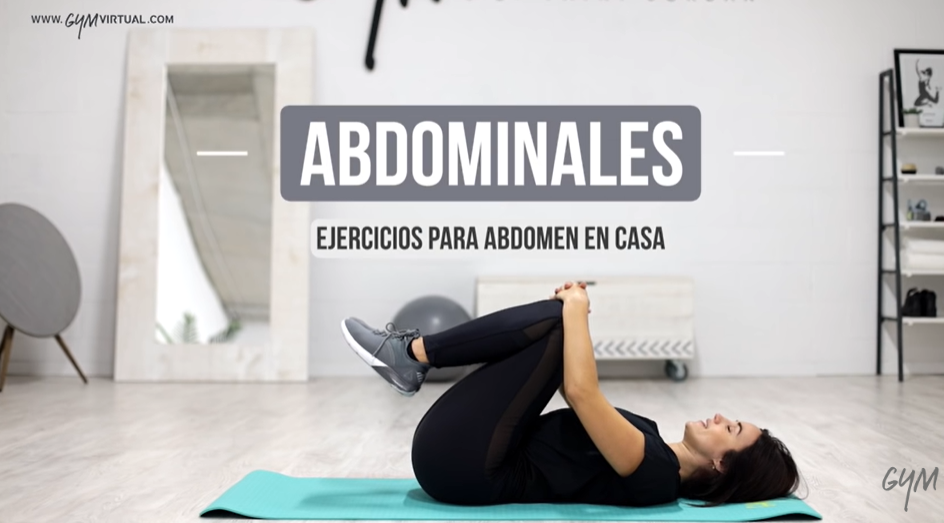 WWW.GYMVIRTUAL.COM
ABDOMINALES
EJERCICIOS PARA ABDOMEN EN CASA
GYM